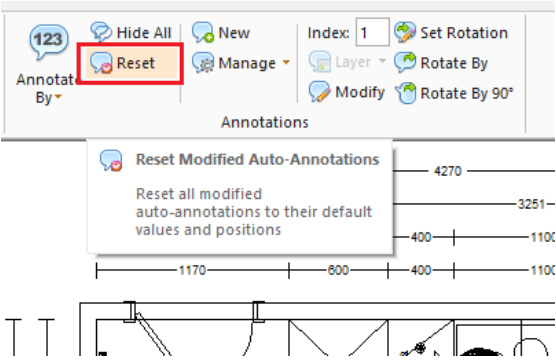 123
Annotate
By
Hide All
Reset
New
Manage
Index: 1
Layer
Modify
Set Rotation
Rotate By
Rotate By 90°
Annotations
Reset Modified Auto-Annotations
Reset all modified
auto-annotations to their default
values and positions
4270
3251
400
1100
1170
600
400
1100